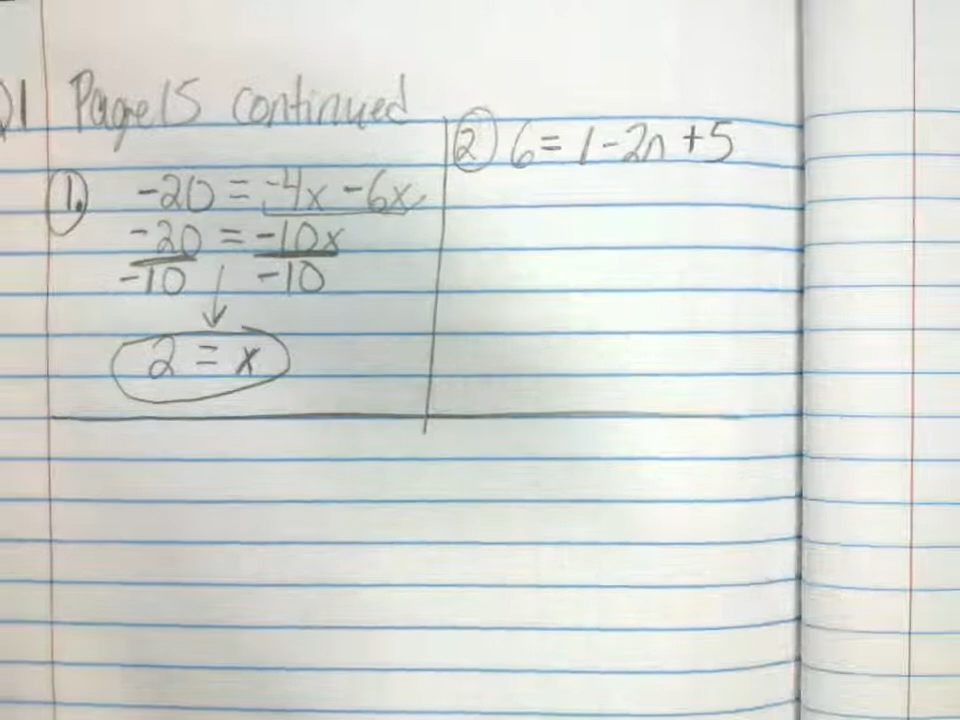 Page 15 continued
1. -20 = -4x - 6x
-20 = -10x
-10 -10
2 = x
2 6 = 1 - 2n + 5